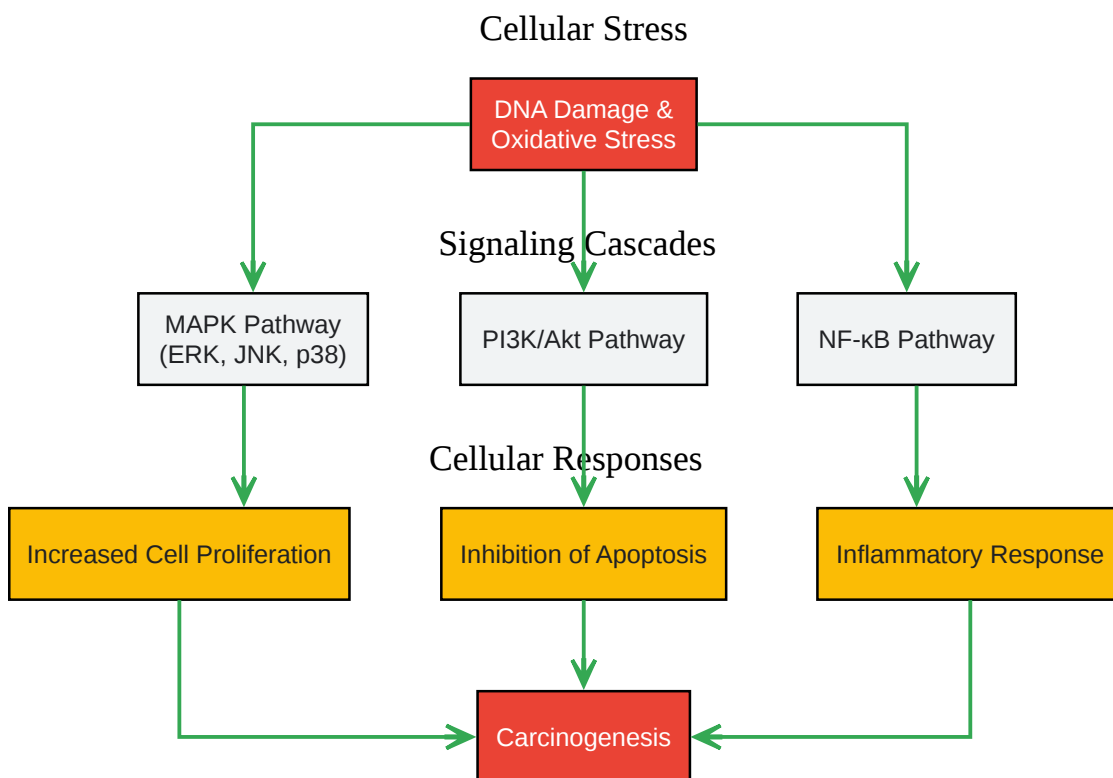 Cellular Stress
DNA Damage &
Oxidative Stress
Signaling Cascades
MAPK Pathway
(ERK, JNK, p38)
PI3K/Akt Pathway
NF-κB Pathway
Cellular Responses
Increased Cell Proliferation
Inhibition of Apoptosis
Inflammatory Response
Carcinogenesis